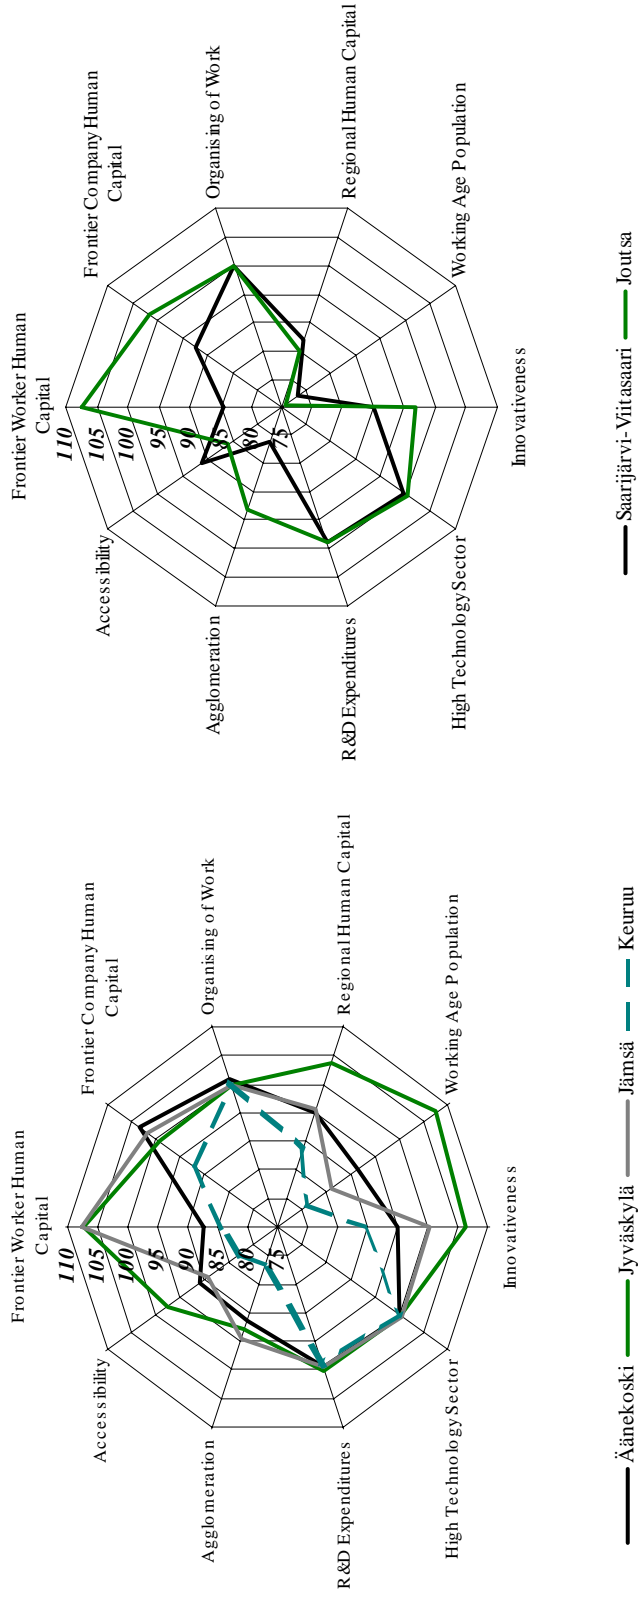 Frontier Worker Human
Capital
Frontier Company Human
Capital
Organising of Work
Regional Human Capital
Working Age Population
Innovativeness
High Technology Sector
R&D Expenditures
Agglomeration
Accessibility
110
105
100
95
90
85
80
75
Äänekoski
Jyväskylä
Jämsä
Keuruu
Frontier Worker Human
Capital
Frontier Company Human
Capital
Organising of Work
Regional Human Capital
Working Age Population
Innovativeness
High Technology Sector
R&D Expenditures
Agglomeration
Accessibility
110
105
100
95
90
85
80
75
Saarijärvi-Viitasaari
Joutsa